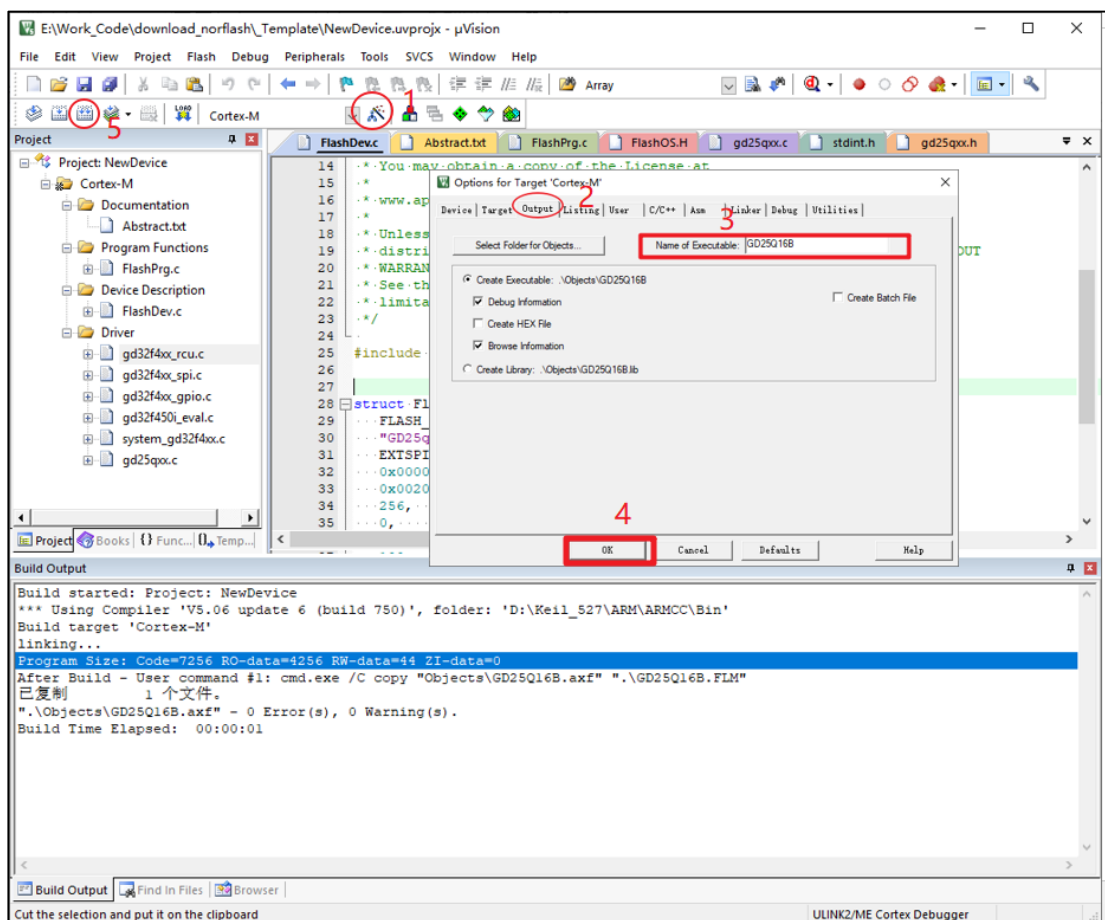 E:\Work_Code\download_norflash\_Template\NewDevice.uvprojx - µVision
File Edit View Project Flash Debug Peripherals Tools SVCS Window Help
Array
1
LOAD Cortex-M
5
Project
FlashDev.c Abstract.txt FlashPrg.c FlashOS.H gd25qxx.c stdint.h gd25qxx.h
Project: NewDevice
Cortex-M
Documentation
Abstract.txt
Program Functions
FlashPrg.c
Device Description
FlashDev.c
Driver
gd32f4xx_rcu.c
gd32f4xx_spi.c
gd32f4xx_gpio.c
gd32f450i_eval.c
system_gd32f4xx.c
gd25qxx.c
Project Books {} Func... Temp...
14 * You may obtain a copy of the License at
15 *
16 * www.ap
17 *
18 * Unless
19 * distri OUT
20 * WARRAN
21 * See th
22 * limita
23 */
24
25 #include
26
27
28 struct Fl
29 FLASH_
30 "GD25q
31 EXTSPI
32 0x0000
33 0x0020
34 256,
35 0,
Options for Target 'Cortex-M'
2
Device Target Output Listing User C/C++ Asm Linker Debug Utilities
3
Select Folder for Objects... Name of Executable: GD25Q16B
Create Executable: .\Objects\GD25Q16B
Debug Information Create Batch File
Create HEX File
Browse Information
Create Library: .\Objects\GD25Q16B.lib
4
OK Cancel Defaults Help
Build Output
Build started: Project: NewDevice
*** Using Compiler 'V5.06 update 6 (build 750)', folder: 'D:\Keil_527\ARM\ARMCC\Bin'
Build target 'Cortex-M'
linking...
Program Size: Code=7256 RO-data=4256 RW-data=44 ZI-data=0
After Build - User command #1: cmd.exe /C copy "Objects\GD25Q16B.axf" ".\GD25Q16B.FLM"
已复制 1 个文件。
".\Objects\GD25Q16B.axf" - 0 Error(s), 0 Warning(s).
Build Time Elapsed: 00:00:01
Build Output Find In Files Browser
Cut the selection and put it on the clipboard ULINK2/ME Cortex Debugger